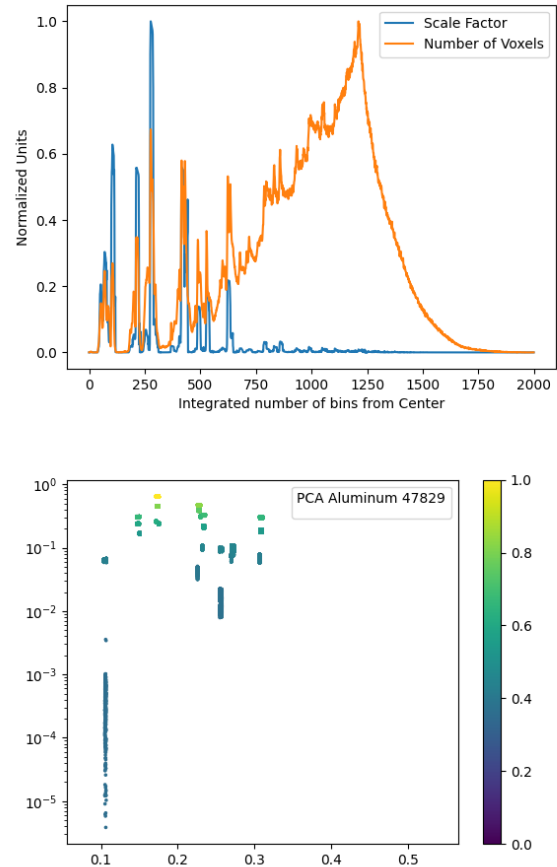 1.0
0.8
0.6
0.4
0.2
0.0
Normalized Units
Scale Factor
Number of Voxels
0 250 500 750 1000 1250 1500 1750 2000
Integrated number of bins from Center
10^0
10^-1
10^-2
10^-3
10^-4
10^-5
PCA Aluminum 47829
0.1 0.2 0.3 0.4 0.5
1.0
0.8
0.6
0.4
0.2
0.0